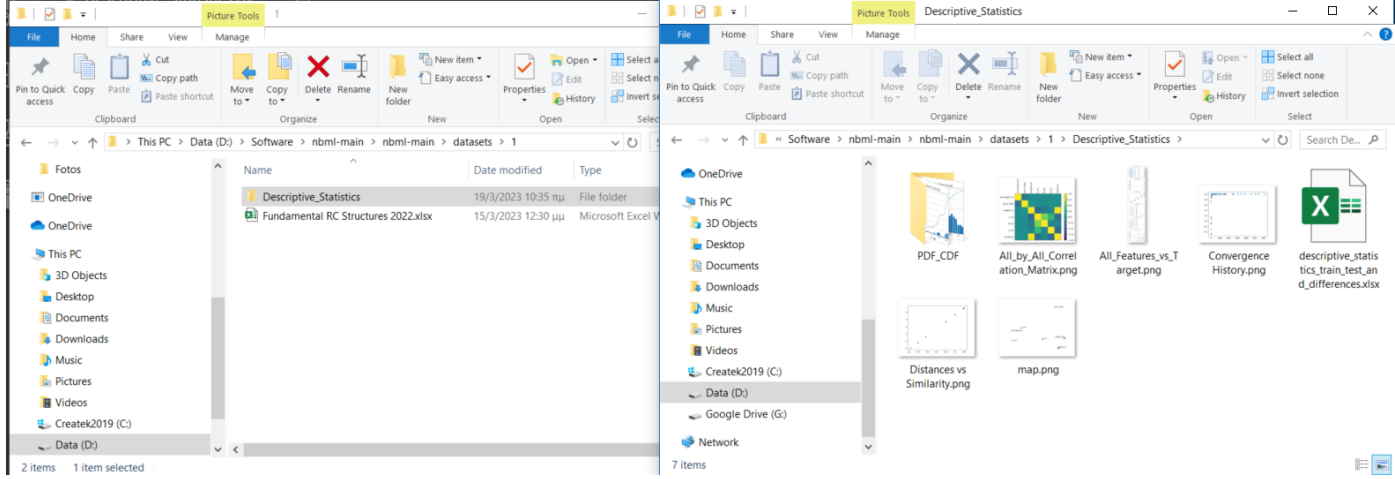 Picture Tools 1
File Home Share View Manage
Pin to Quick access
Copy
Paste
Cut
Copy path
Paste shortcut
Clipboard
Move to
Copy to
Delete
Rename
Organize
New folder
New item
Easy access
New
Properties
Open
Edit
History
Open
Select a
Select n
Invert se
Selec
This PC > Data (D:) > Software > nbml-main > nbml-main > datasets > 1
Fotos
OneDrive
OneDrive
This PC
3D Objects
Desktop
Documents
Downloads
Music
Pictures
Videos
Createk2019 (C:)
Data (D:)
Name Date modified Type
Descriptive_Statistics 19/3/2023 10:35 πμ File folder
Fundamental RC Structures 2022.xlsx 15/3/2023 12:30 μμ Microsoft Excel W
2 items 1 item selected
Picture Tools Descriptive_Statistics
File Home Share View Manage
Pin to Quick access
Copy
Paste
Cut
Copy path
Paste shortcut
Clipboard
Move to
Copy to
Delete
Rename
Organize
New folder
New item
Easy access
New
Properties
Open
Edit
History
Open
Select all
Select none
Invert selection
Select
« Software > nbml-main > nbml-main > datasets > 1 > Descriptive_Statistics >
Search De...
OneDrive
This PC
3D Objects
Desktop
Documents
Downloads
Music
Pictures
Videos
Createk2019 (C:)
Data (D:)
Google Drive (G:)
Network
PDF_CDF
All_by_All_Correl
ation_Matrix.png
All_Features_vs_T
arget.png
Convergence
History.png
descriptive_statis
tics_train_test_an
d_differences.xlsx
Distances vs
Similarity.png
map.png
7 items